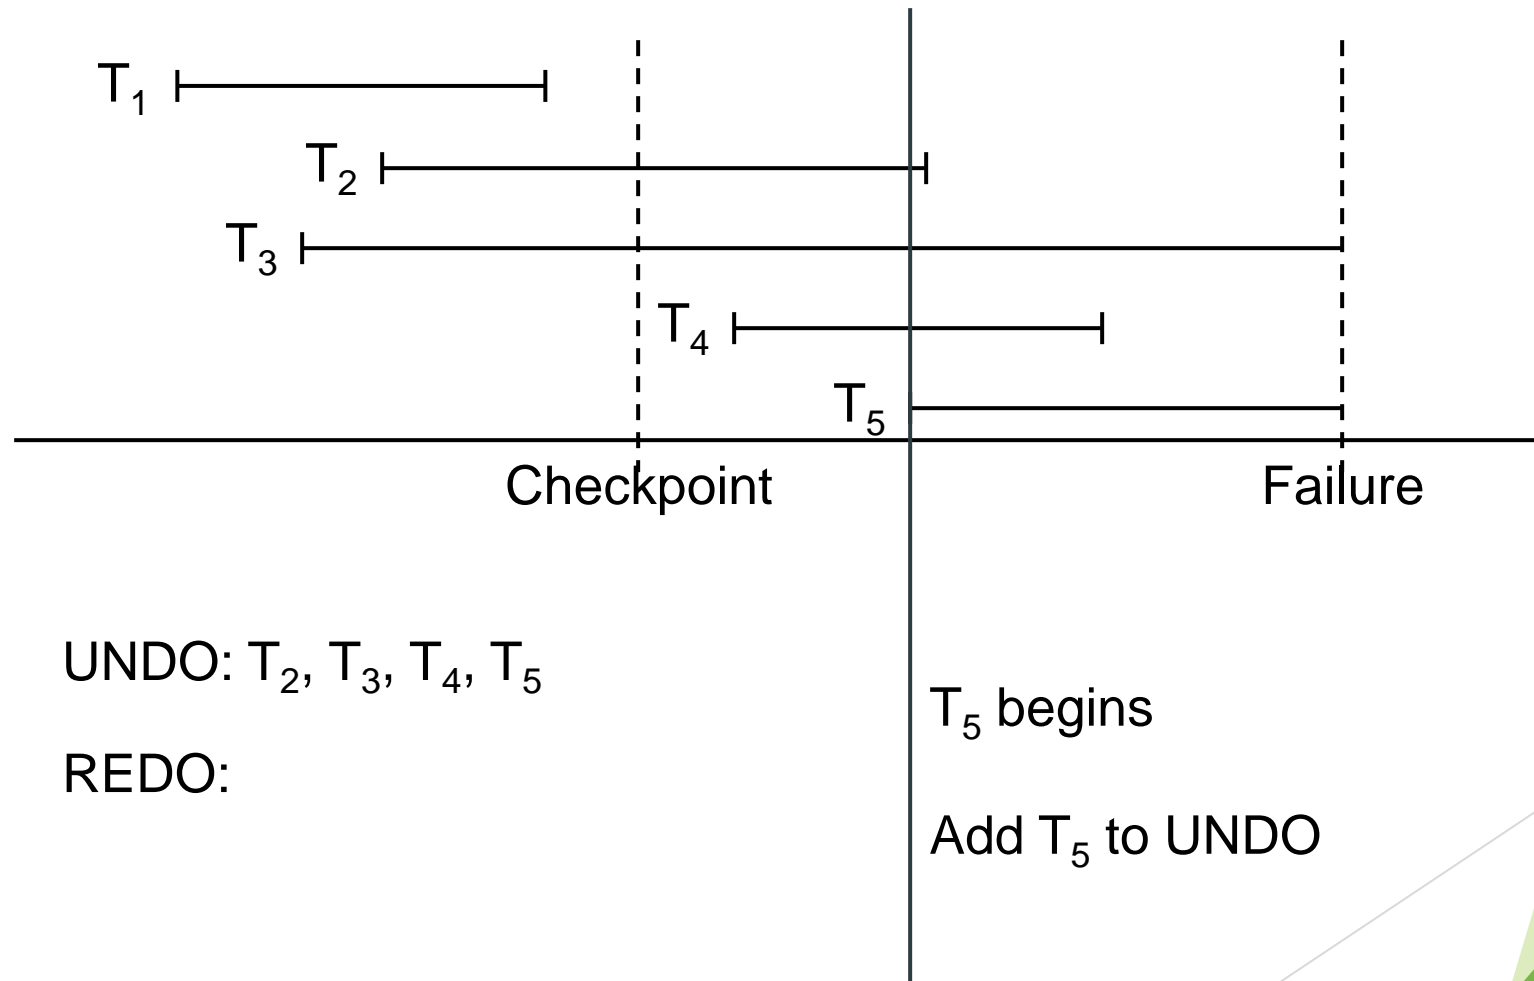 T1
T2
T3
T4
T5
Checkpoint
Failure
UNDO: T2, T3, T4, T5
T5 begins
REDO:
Add T5 to UNDO